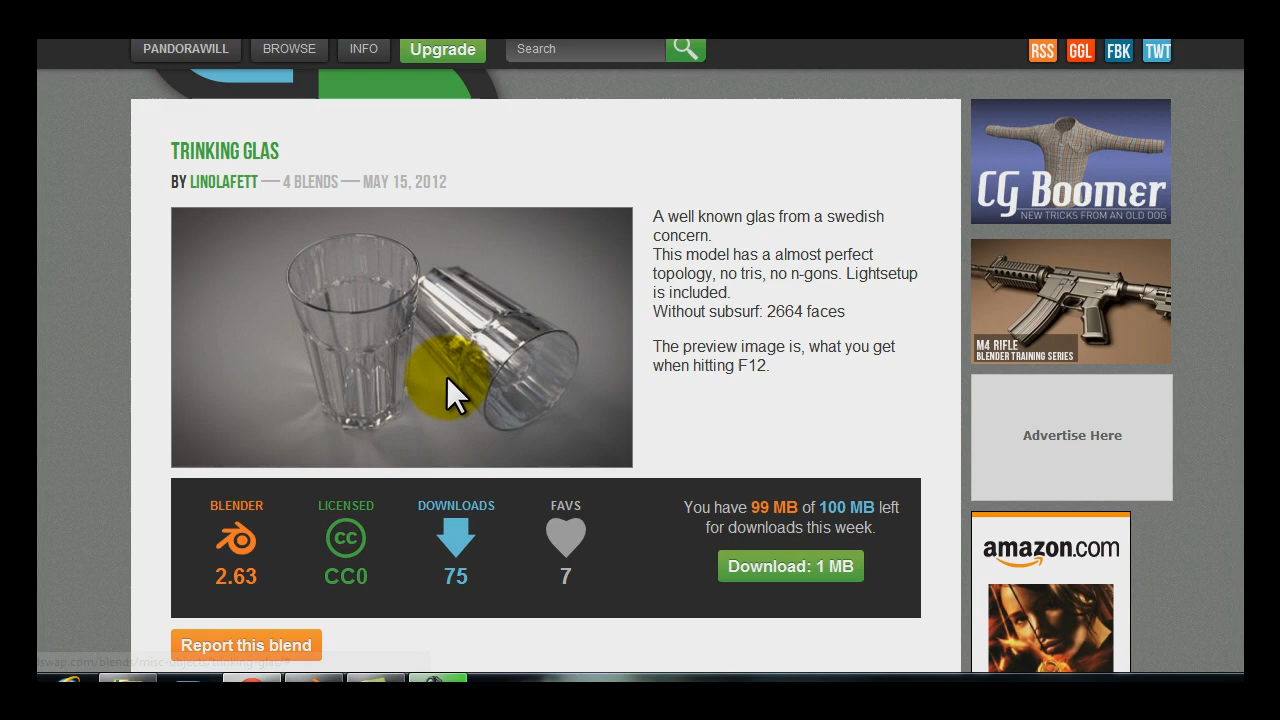 PANDORAWILL BROWSE INFO Upgrade Search RSS GGL FBK TWT
TRINKING GLAS
BY LINOLAFETT — 4 BLENDS — MAY 15, 2012
A well known glas from a swedish
concern.
This model has a almost perfect
topology, no tris, no n-gons. Lightsetup
is included.
Without subsurf: 2664 faces
The preview image is, what you get
when hitting F12.
BLENDER LICENSED DOWNLOADS FAVS
CC
2.63 CC0 75 7
You have 99 MB of 100 MB left
for downloads this week.
Download: 1 MB
Report this blend
CG Boomer
NEW TRICKS FROM AN OLD DOG
M4 RIFLE
BLENDER TRAINING SERIES
Advertise Here
amazon.com